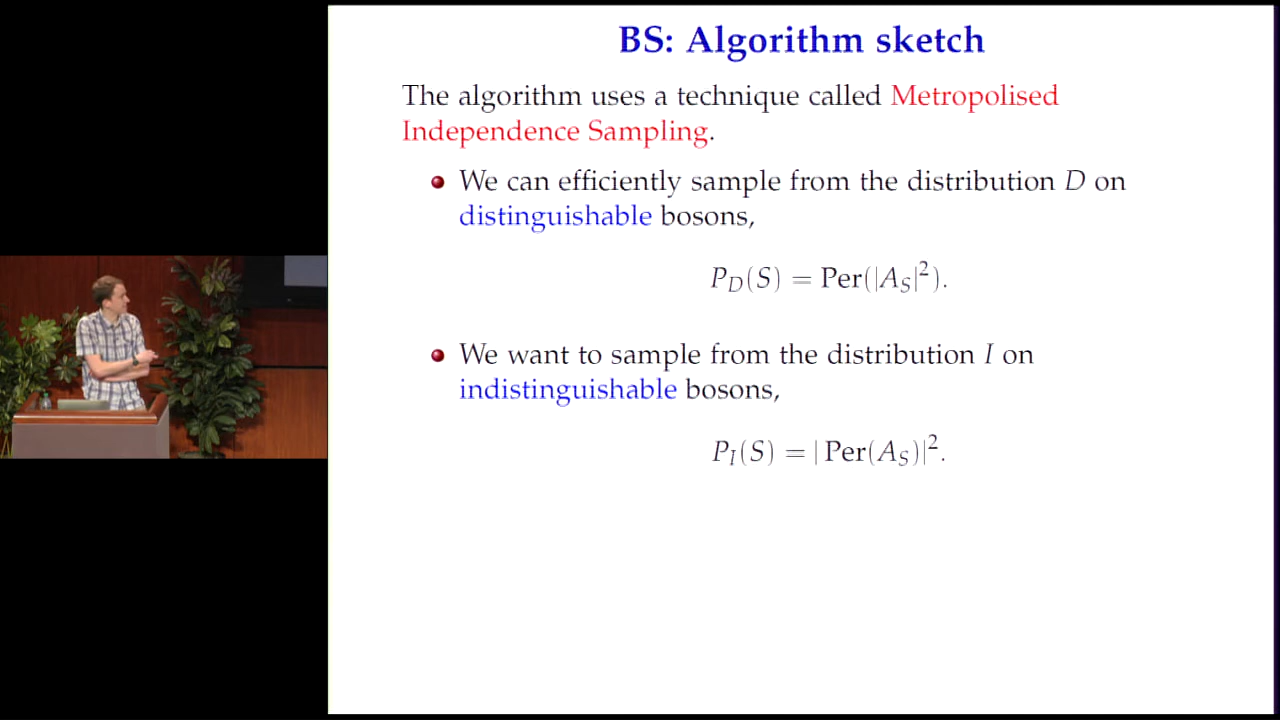 BS: Algorithm sketch
The algorithm uses a technique called Metropolised
Independence Sampling.
We can efficiently sample from the distribution D on
distinguishable bosons,
P_D(S) = Per(|A_S|²).
We want to sample from the distribution I on
indistinguishable bosons,
P_I(S) = | Per(A_S)|².